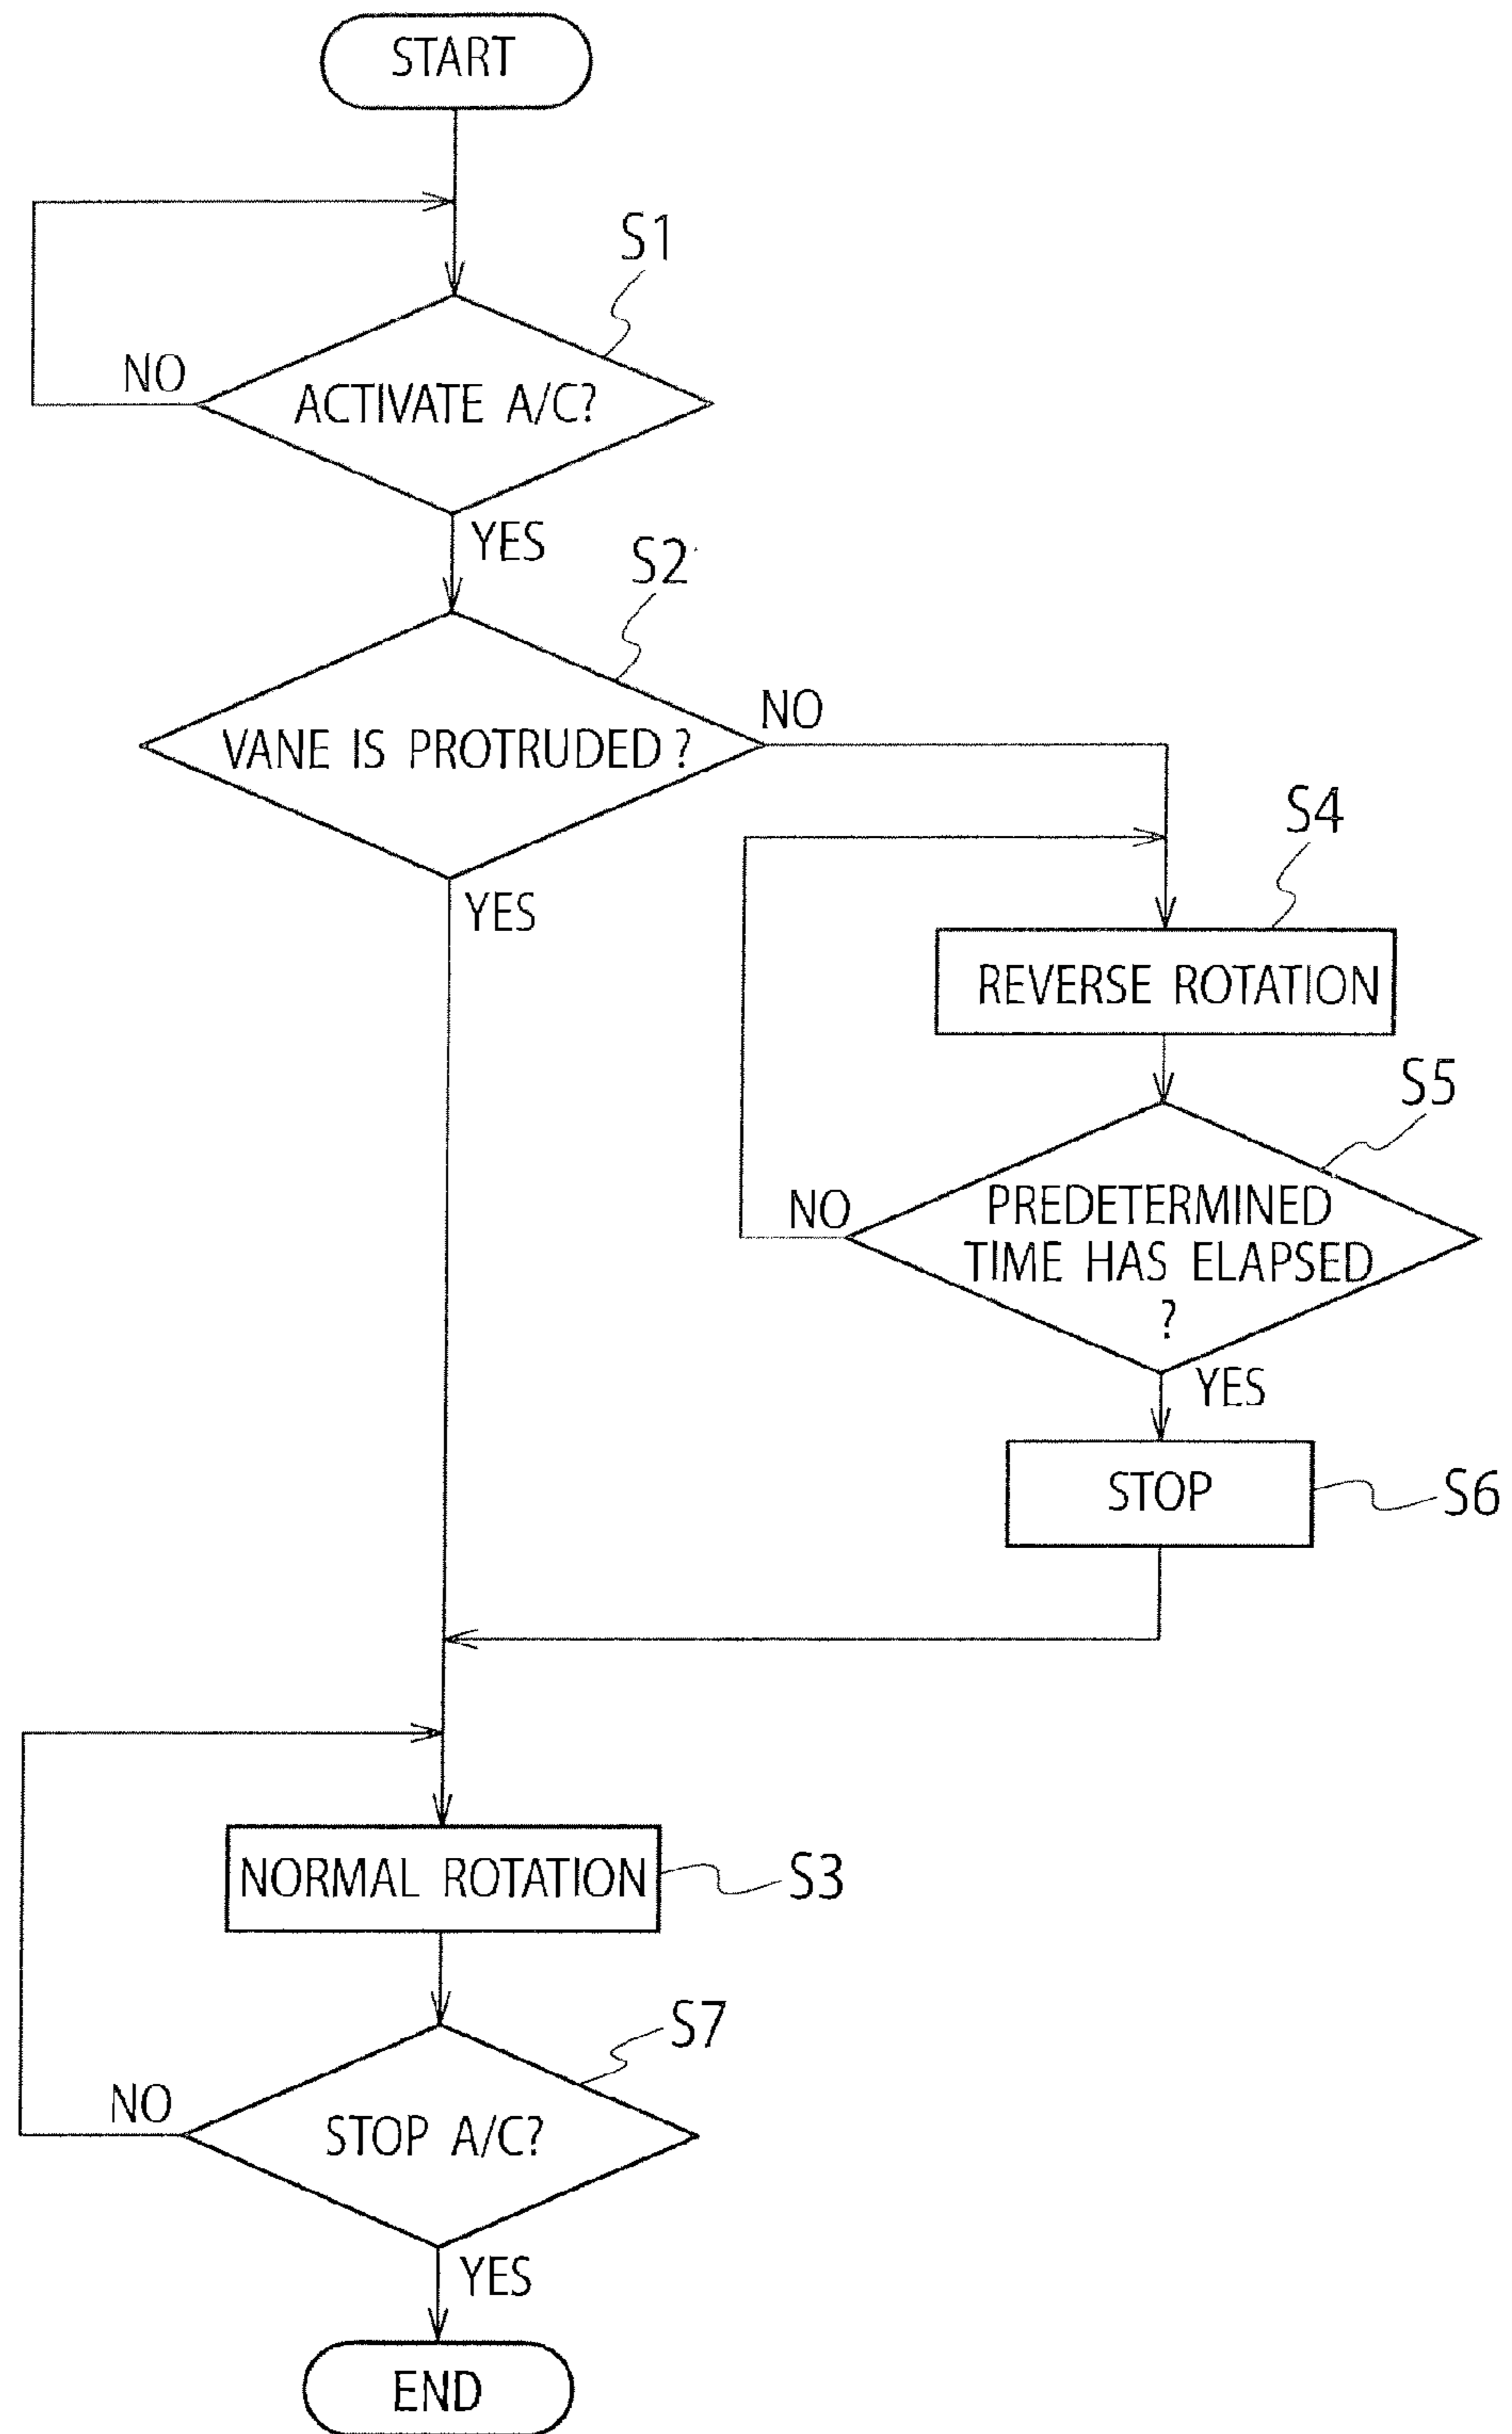 START
S1
NO
ACTIVATE A/C?
YES
S2
VANE IS PROTRUDED ?
NO
YES
S4
REVERSE ROTATION
S5
NO
PREDETERMINED
TIME HAS ELAPSED
?
YES
STOP
S6
NORMAL ROTATION
S3
S7
NO
STOP A/C?
YES
END